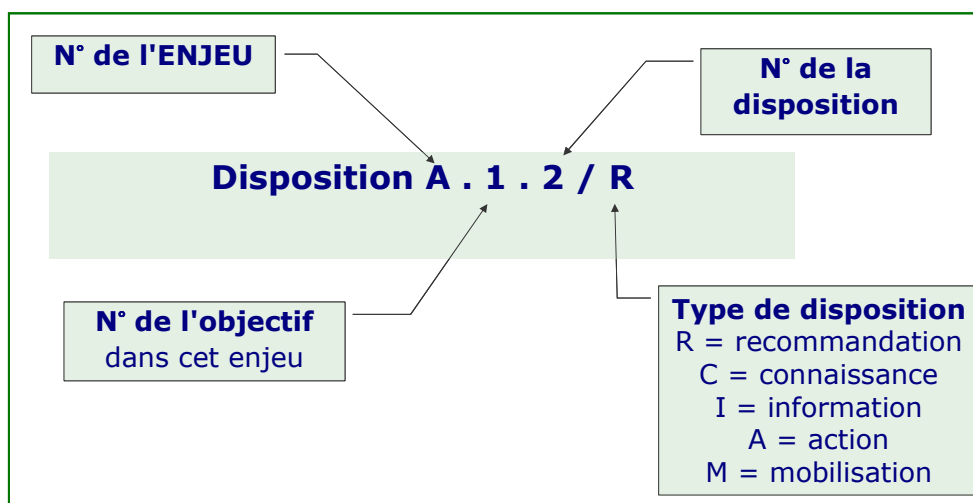 N° de l'ENJEU
N° de la
disposition
Disposition A . 1 . 2 / R
N° de l'objectif
dans cet enjeu
Type de disposition
R = recommandation
C = connaissance
I = information
A = action
M = mobilisation